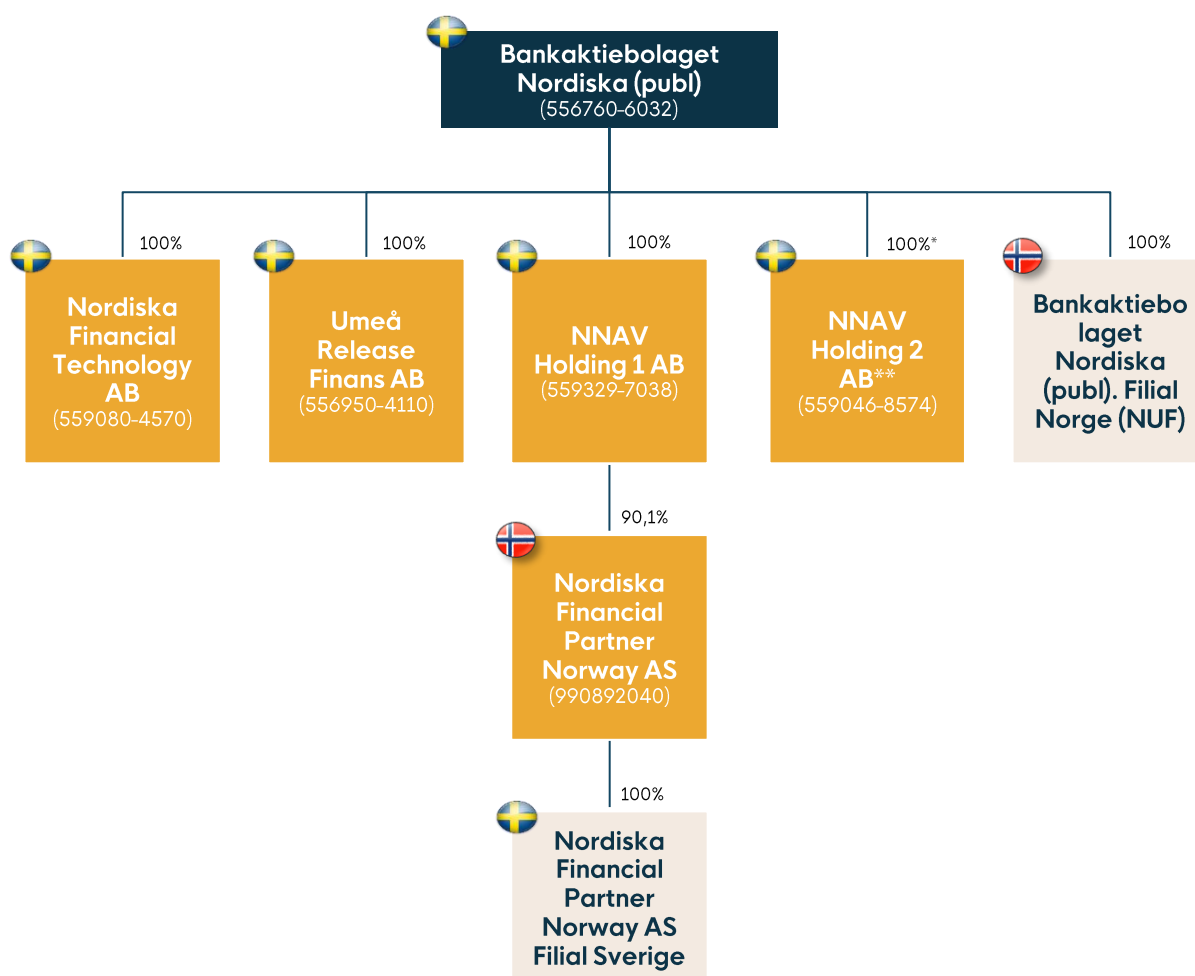 Bankaktiebolaget
Nordiska (publ)
(556760-6032)
100%
100%
100%
100%*
100%
Nordiska
Financial
Technology
AB
(559080-4570)
Umeå
Release
Finans AB
(556950-4110)
NNAV
Holding 1 AB
(559329-7038)
NNAV
Holding 2
AB**
(559046-8574)
Bankaktiebo
laget
Nordiska
(publ). Filial
Norge (NUF)
90,1%
Nordiska
Financial
Partner
Norway AS
(990892040)
100%
Nordiska
Financial
Partner
Norway AS
Filial Sverige